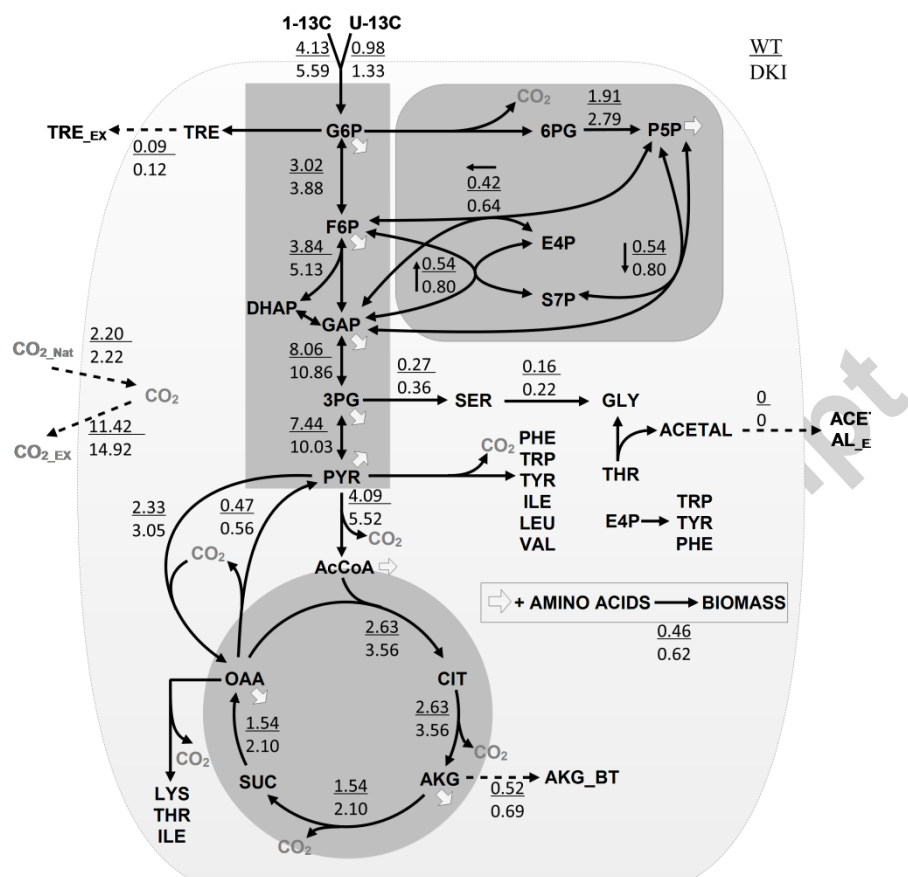 1-13C U-13C
4.13 0.98
5.59 1.33
WT
DKI
CO2
1.91
2.79
TRE_EX TRE G6P 6PG P5P
0.09
0.12
3.02
3.88
0.42
0.64
F6P
E4P
3.84
5.13
0.54
0.80
0.54
0.80
S7P
DHAP
GAP
CO2_Nat
2.20
2.22
8.06
10.86
0.27
0.36
0.16
0.22
CO2
3PG SER GLY
0
0
CO2_EX
11.42
14.92
7.44
10.03
CO2
ACETAL
ACE
AL_E
PHE
TRP
TYR
ILE
LEU
VAL
THR
PYR
2.33
3.05
0.47
0.56
4.09
5.52
E4P
TRP
TYR
PHE
CO2
CO2
AcCoA
+ AMINO ACIDS BIOMASS
0.46
0.62
2.63
3.56
OAA CIT
2.63
3.56
1.54
2.10
CO2
CO2
SUC AKG AKG_BT
0.52
0.69
LYS
THR
ILE
1.54
2.10
CO2